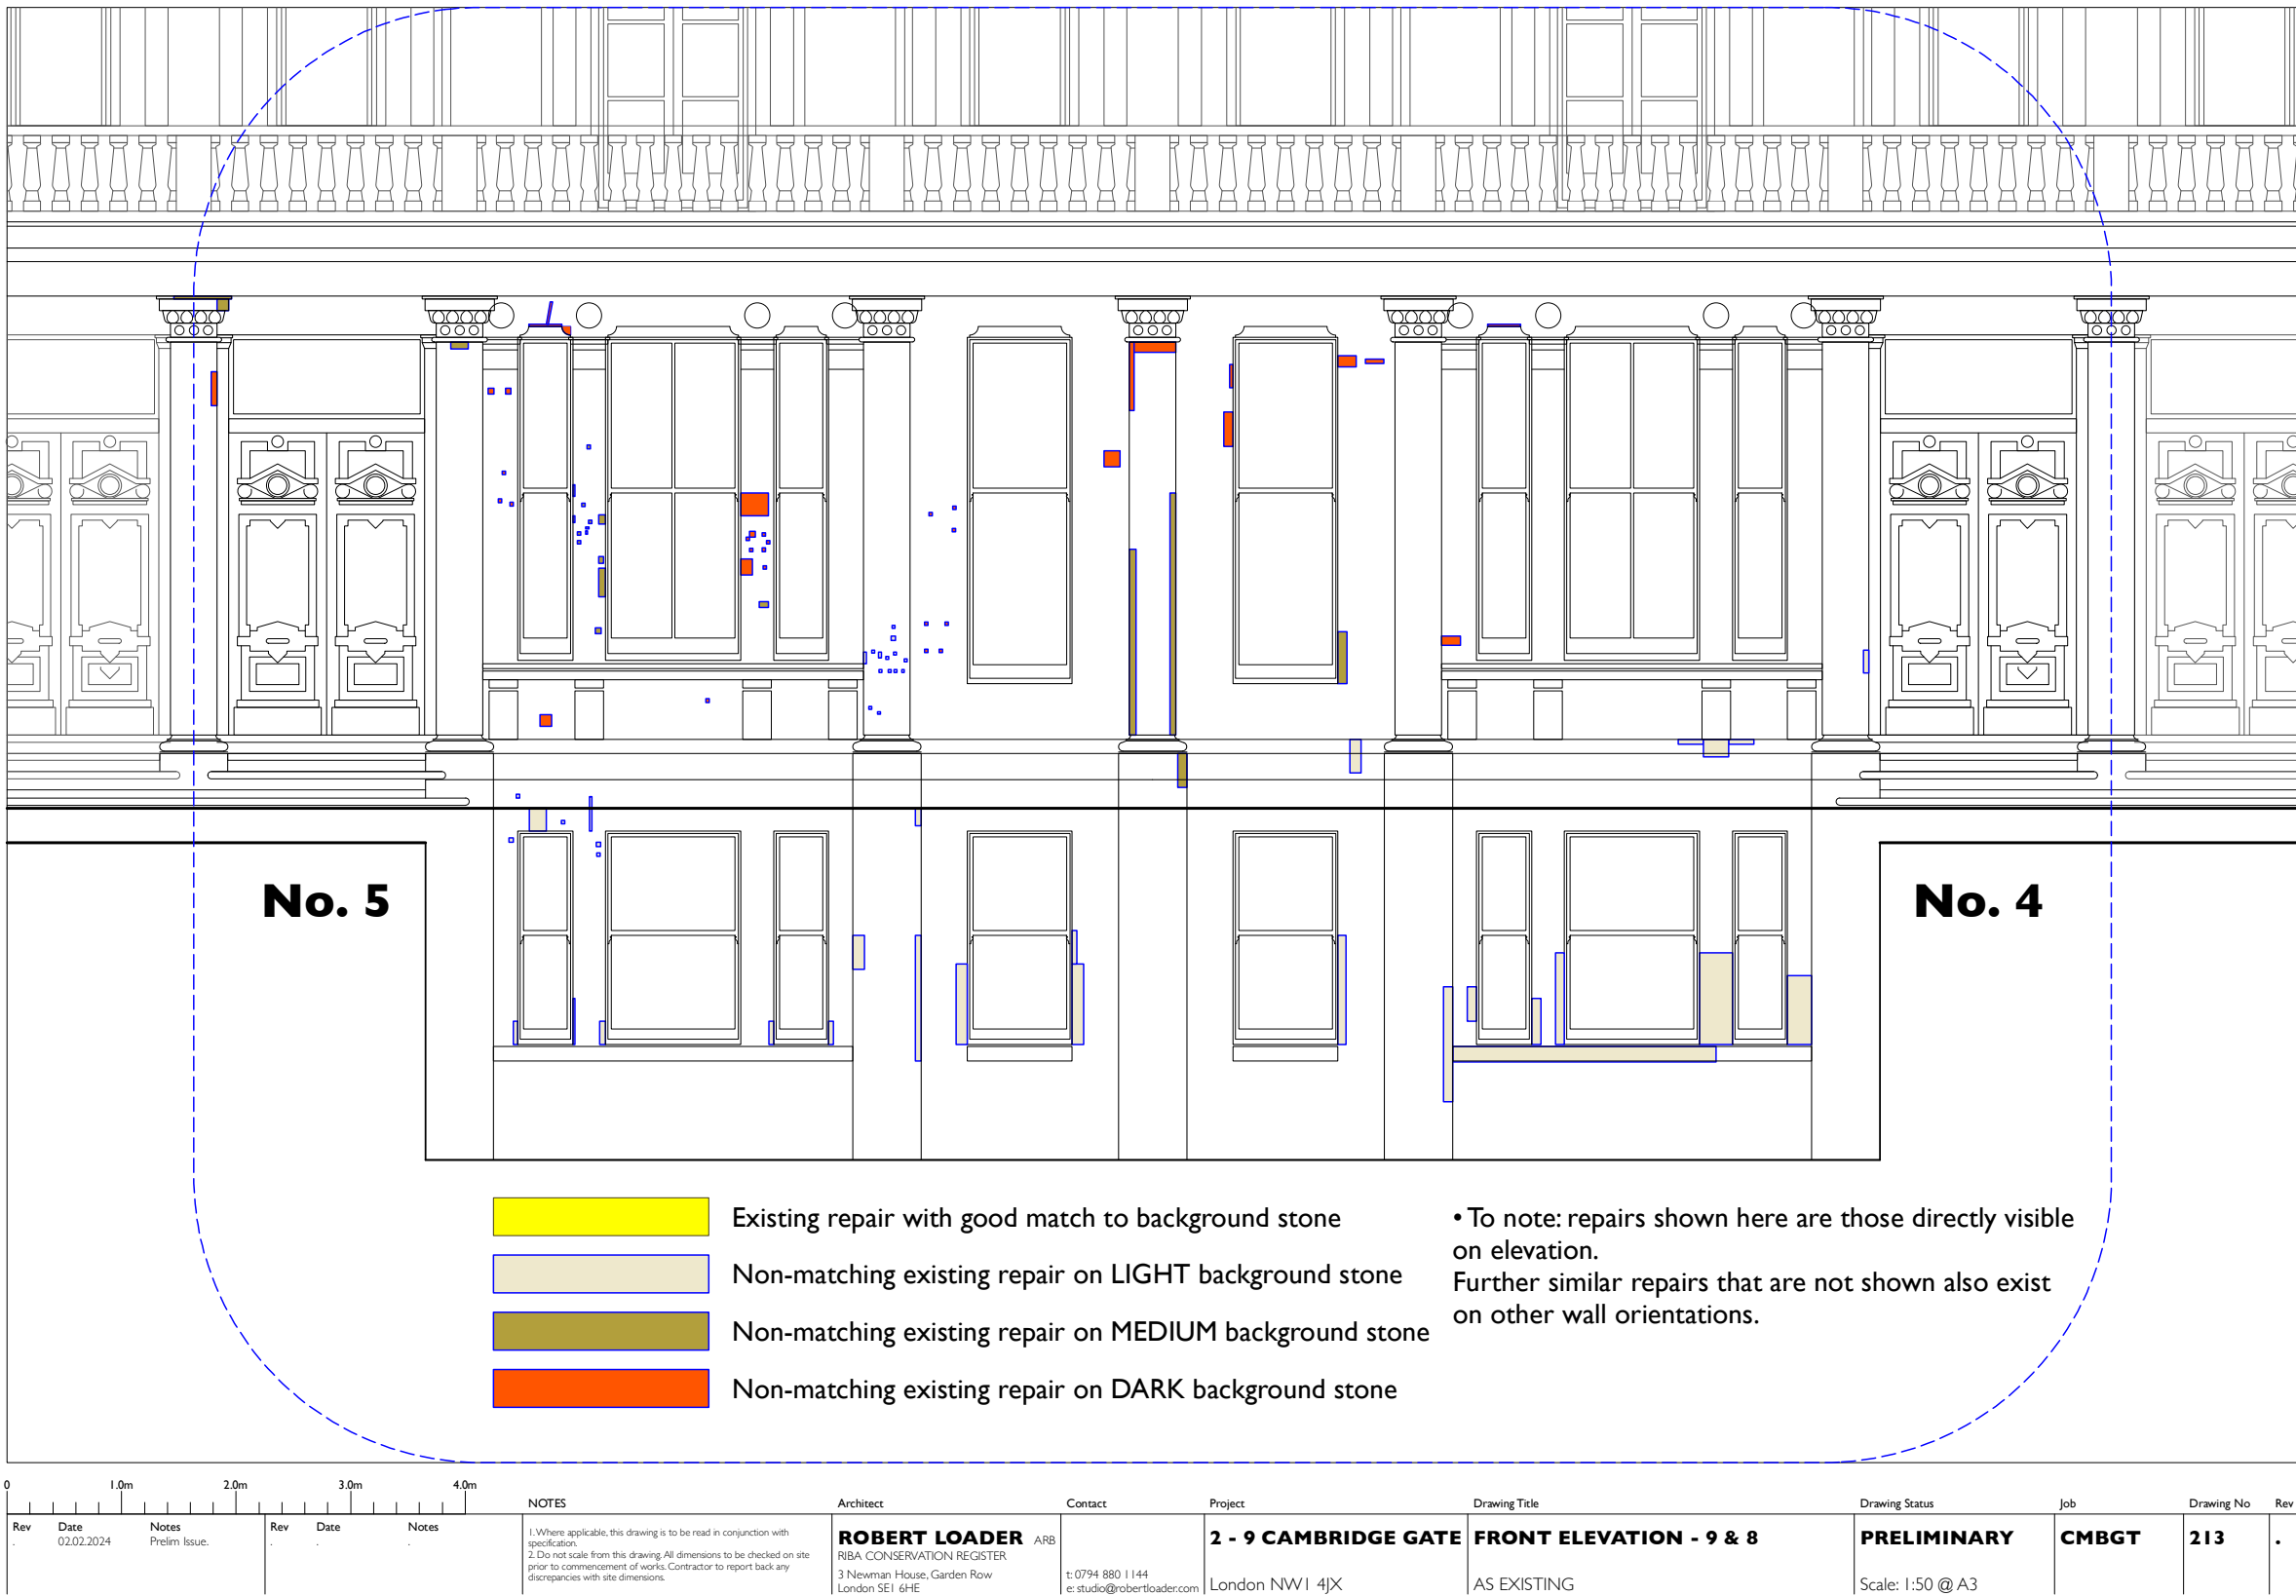 No. 5
No. 4
Existing repair with good match to background stone
Non-matching existing repair on LIGHT background stone
Non-matching existing repair on MEDIUM background stone
Non-matching existing repair on DARK background stone
• To note: repairs shown here are those directly visible
on elevation.
Further similar repairs that are not shown also exist
on other wall orientations.
0 1.0m 2.0m 3.0m 4.0m
Rev Date Notes
. 02.02.2024 Prelim Issue.
Rev Date Notes
. . .
NOTES
1. Where applicable, this drawing is to be read in conjunction with
specification.
2. Do not scale from this drawing. All dimensions to be checked on site
prior to commencement of works. Contractor to report back any
discrepancies with site dimensions.
Architect
ROBERT LOADER ARB
RIBA CONSERVATION REGISTER
3 Newman House, Garden Row
London SE1 6HE
Contact
t: 0794 880 1144
e: studio@robertloader.com
Project
2 - 9 CAMBRIDGE GATE
London NW1 4JX
Drawing Title
FRONT ELEVATION - 9 & 8
AS EXISTING
Drawing Status
PRELIMINARY
Scale: 1:50 @ A3
Job
CMBGT
Drawing No
213
Rev
.